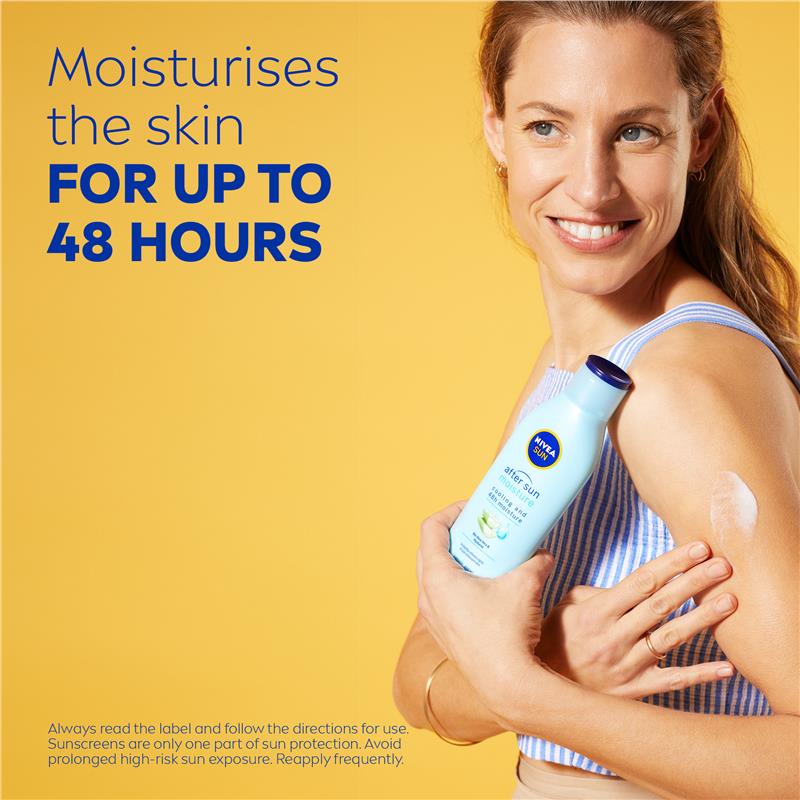 Moisturises
the skin
FOR UP TO
48 HOURS
NIVEA
SUN
after sun
moisture
cooling and
48h moisture
Always read the label and follow the directions for use.
Sunscreens are only one part of sun protection. Avoid
prolonged high-risk sun exposure. Reapply frequently.